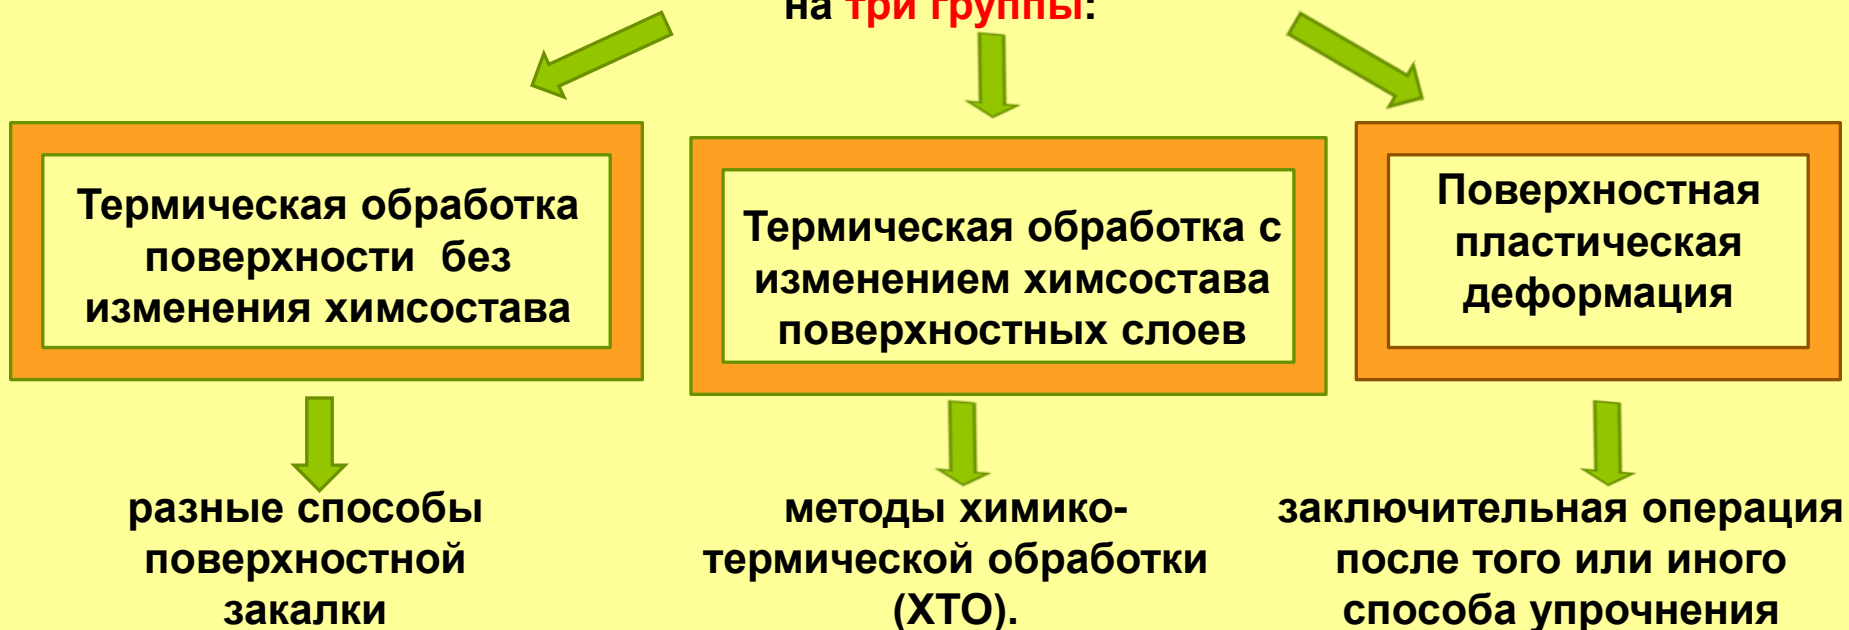 на три группы:
Термическая обработка
поверхности без
изменения химсостава
Термическая обработка с
изменением химсостава
поверхностных слоев
Поверхностная
пластическая
деформация
разные способы
поверхностной
закалки
методы химико-
термической обработки
(ХТО).
заключительная операция
после того или иного
способа упрочнения